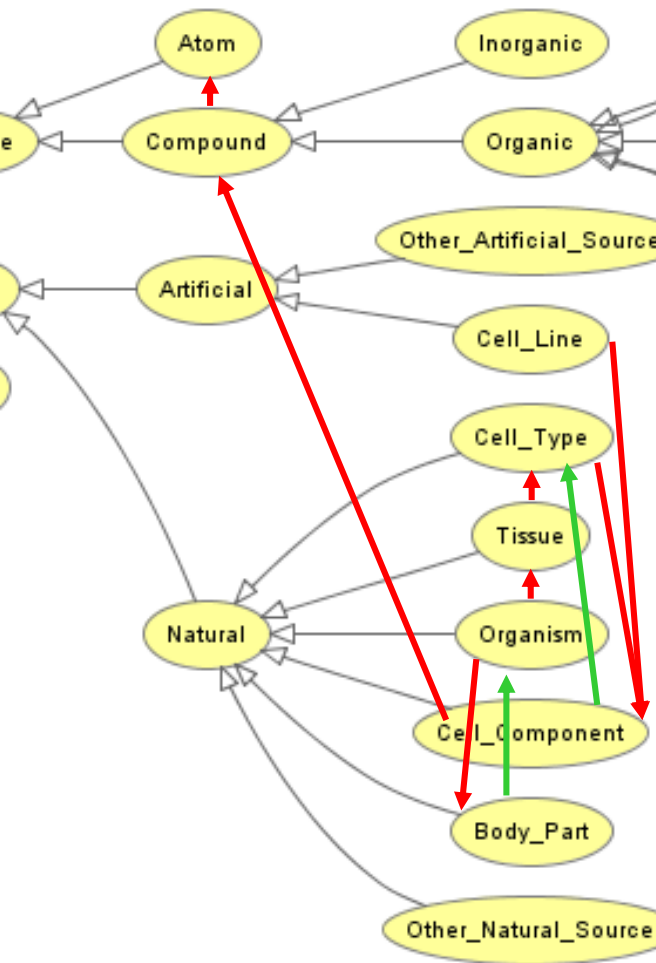 Atom
Inorganic
e
Compound
Organic
Other_Artificial_Source
Artificial
Cell_Line
Cell_Type
Tissue
Natural
Organism
Cell_Component
Body_Part
Other_Natural_Source